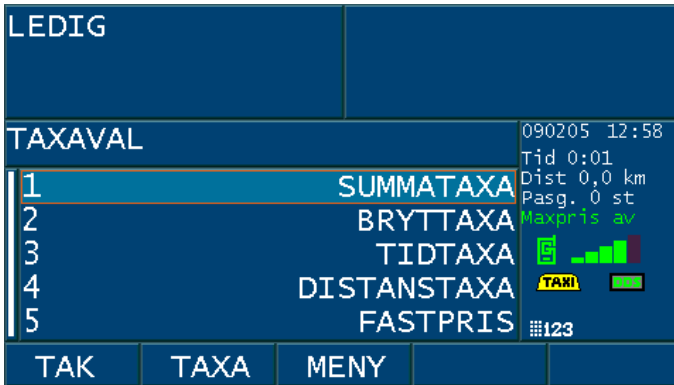 LEDIG
TAXAVAL
090205 12:58
Tid 0:01
Dist 0,0 km
Pasg. 0 st
Maxpris av
1 SUMMATAXA
2 BRYTTAXA
3 TIDTAXA
4 DISTANSTAXA
5 FASTPRIS
TAXI
123
TAK TAXA MENY